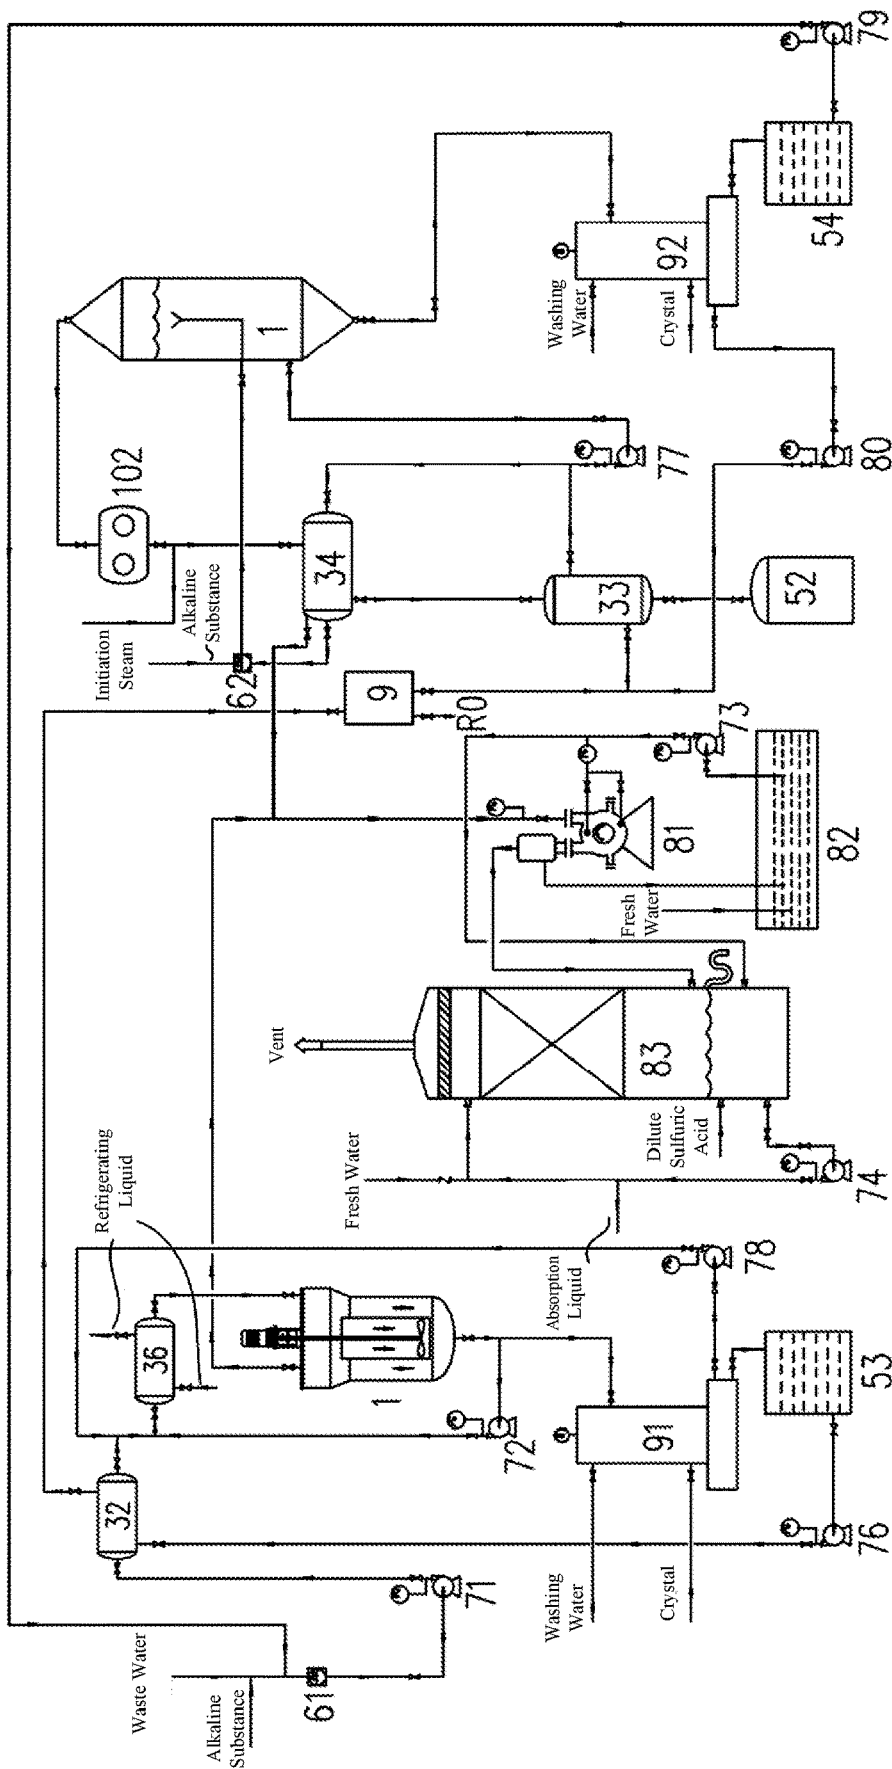 79
54
92
Washing
Water
Crystal
1
102
77
80
34
33
52
Initiation
Steam
Alkaline
Substance
62
9
RO
73
81
82
Fresh
Water
Vent
83
Dilute
Sulfuric
Acid
Fresh Water
74
Refrigerating
Liquid
Absorption
Liquid
78
36
1
72
91
53
32
76
71
Washing
Water
Crystal
Waste Water
Alkaline
Substance
61